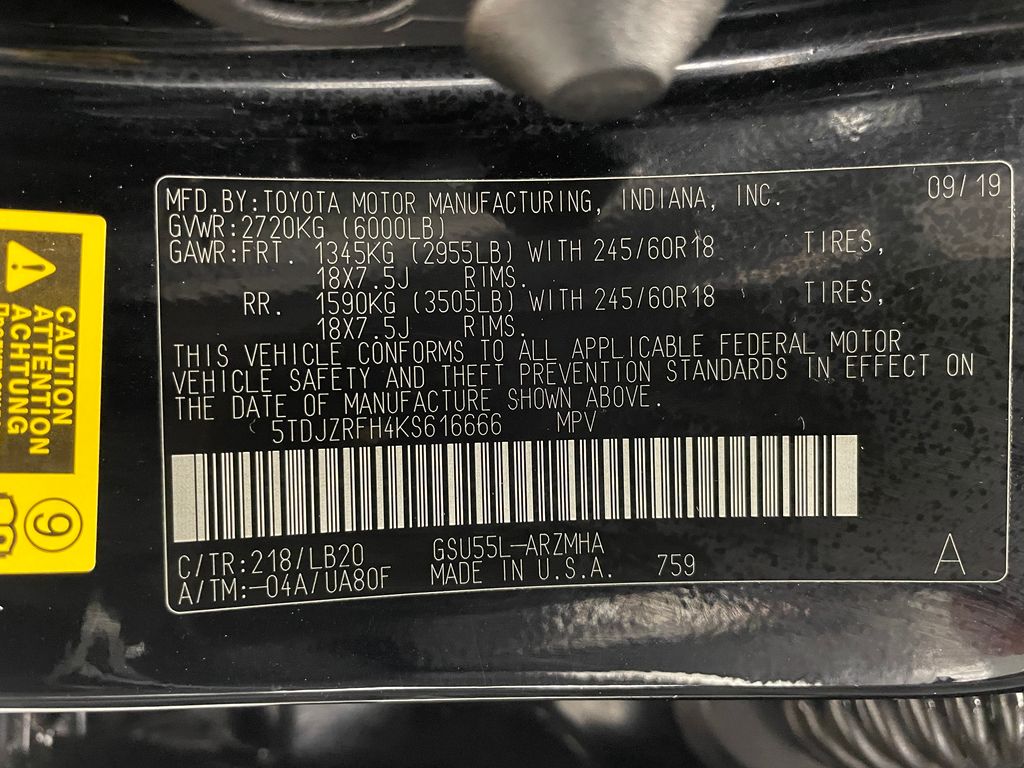 MFD.BY:TOYOTA MOTOR MANUFACTURING, INDIANA, INC. 09/19
GVWR:2720KG (6000LB)
GAWR:FRT. 1345KG (2955LB) WITH 245/60R18 TIRES,
18X7.5J RIMS.
RR. 1590KG (3505LB) WITH 245/60R18 TIRES,
18X7.5J RIMS.
THIS VEHICLE CONFORMS TO ALL APPLICABLE FEDERAL MOTOR
VEHICLE SAFETY AND THEFT PREVENTION STANDARDS IN EFFECT ON
THE DATE OF MANUFACTURE SHOWN ABOVE.
5TDJZRFH4KS616666 MPV
C/TR:218/LB20 GSU55L-ARZMHA
A/TM:-04A/UA80F MADE IN U.S.A. 759 A
CAUTION
ATTENTION
ACHTUNG
9